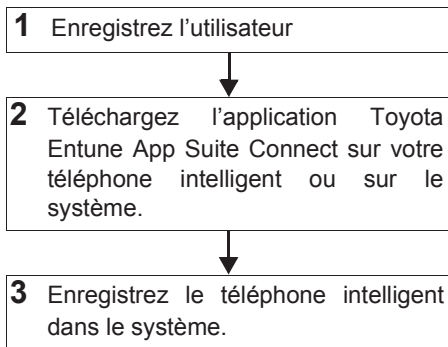 1 Enregistrez l’utilisateur
2 Téléchargez l’application Toyota
Entune App Suite Connect sur votre
téléphone intelligent ou sur le
système.
3 Enregistrez le téléphone intelligent
dans le système.